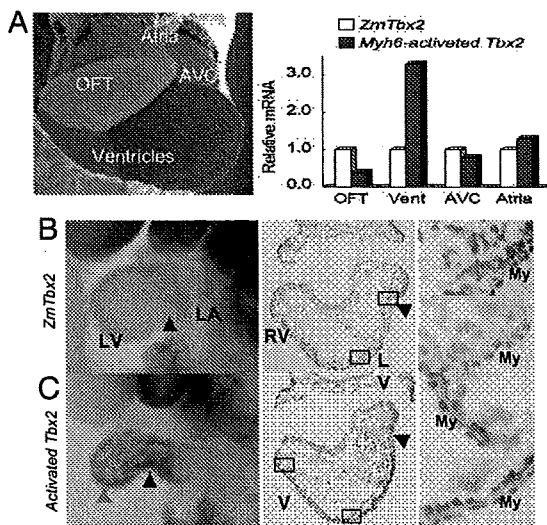 A
Atria
AVC
OFT
Ventricles
ZmTbx2
Myh6-activated Tbx2
Relative mRNA
3.0
2.0
1.0
0.0
OFT Vent AVC Atria
B
ZmTbx2
LV
LA
RV
L
V
My
My
C
Activated Tbx2
V
My
My